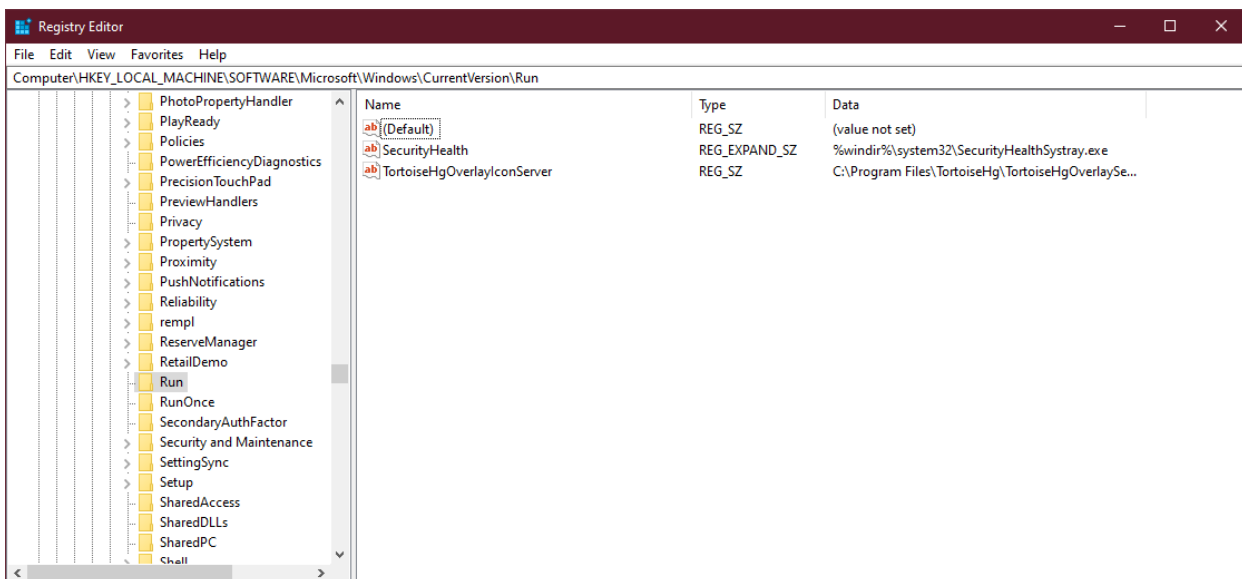 Registry Editor
File Edit View Favorites Help
Computer\HKEY_LOCAL_MACHINE\SOFTWARE\Microsoft\Windows\CurrentVersion\Run
PhotoPropertyHandler
PlayReady
Policies
PowerEfficiencyDiagnostics
PrecisionTouchPad
PreviewHandlers
Privacy
PropertySystem
Proximity
PushNotifications
Reliability
rempl
ReserveManager
RetailDemo
Run
RunOnce
SecondaryAuthFactor
Security and Maintenance
SettingSync
Setup
SharedAccess
SharedDLLs
SharedPC
Shell
Name Type Data
(Default) REG_SZ (value not set)
SecurityHealth REG_EXPAND_SZ %windir%\system32\SecurityHealthSystray.exe
TortoiseHgOverlayIconServer REG_SZ C:\Program Files\TortoiseHg\TortoiseHgOverlaySe...